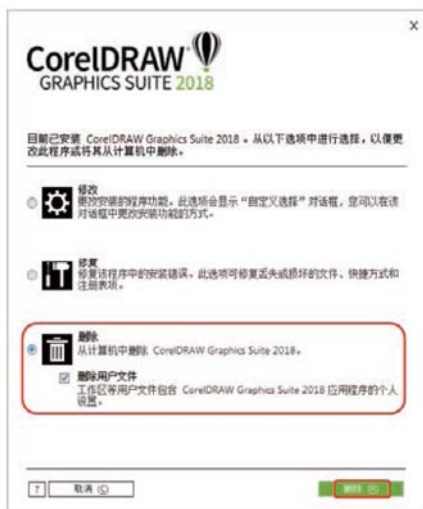 X
CorelDRAW
GRAPHICS SUITE 2018
目前已安装 CorelDRAW Graphics Suite 2018。从以下选项中进行选择，以便更
改此程序或将其从计算机中删除。
修改
更改安装的程序功能。此选项会显示“自定义选择”对话框，您可以在该
对话框中更改安装功能的方式。
修复
修复该程序中的安装错误。此选项可修复丢失或损坏的文件、快捷方式和
注册表项。
删除
从计算机中删除 CorelDRAW Graphics Suite 2018。
删除用户文件
工作区等用户文件包含 CorelDRAW Graphics Suite 2018 应用程序的个人
设置。
? 取消 (C) 删除 (R)